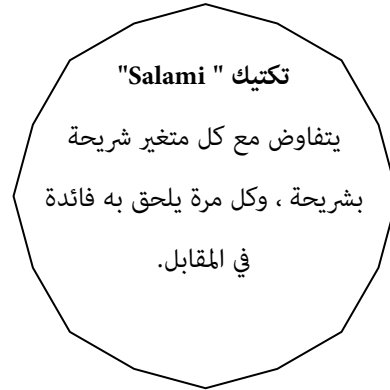 تكتيك " Salami"
يتفاوض مع كل متغير شريحة
بشريحة ، وكل مرة يلحق به فائدة
في المقابل.